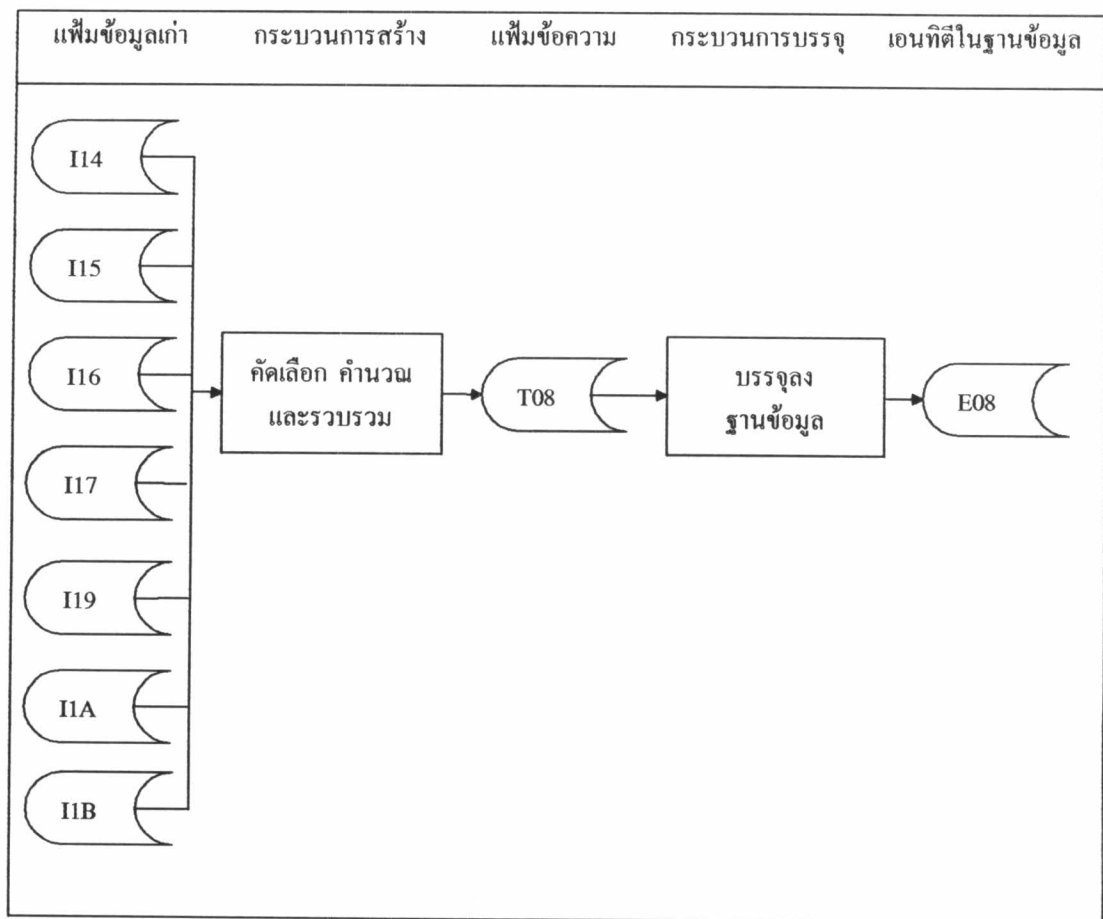 แฟ้มข้อมูลเก่า กระบวนการสร้าง แฟ้มข้อความ กระบวนการบรรจุ เอนทิตีในฐานข้อมูล
I14
I15
I16
คัดเลือก คำนวณ
และรวบรวม
T08
บรรจุลง
ฐานข้อมูล
E08
I17
I19
I1A
I1B